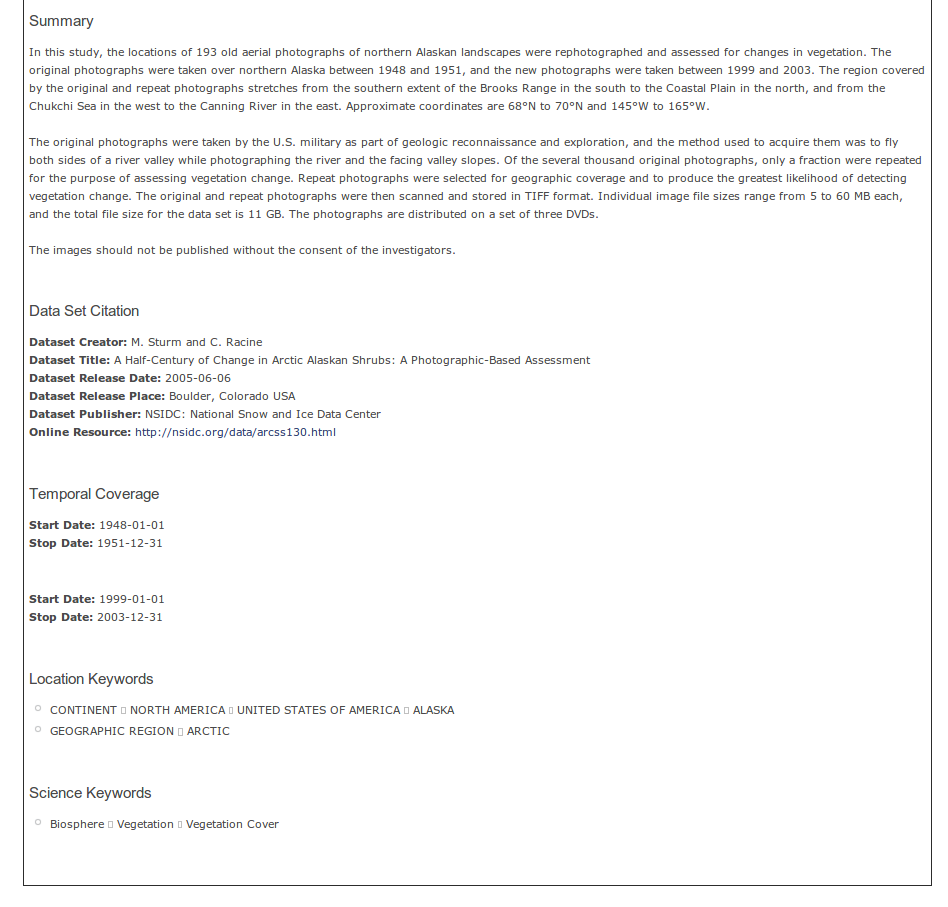 Summary
In this study, the locations of 193 old aerial photographs of northern Alaskan landscapes were rephotographed and assessed for changes in vegetation. The
original photographs were taken over northern Alaska between 1948 and 1951, and the new photographs were taken between 1999 and 2003. The region covered
by the original and repeat photographs stretches from the southern extent of the Brooks Range in the south to the Coastal Plain in the north, and from the
Chukchi Sea in the west to the Canning River in the east. Approximate coordinates are 68°N to 70°N and 145°W to 165°W.
The original photographs were taken by the U.S. military as part of geologic reconnaissance and exploration, and the method used to acquire them was to fly
both sides of a river valley while photographing the river and the facing valley slopes. Of the several thousand original photographs, only a fraction were repeated
for the purpose of assessing vegetation change. Repeat photographs were selected for geographic coverage and to produce the greatest likelihood of detecting
vegetation change. The original and repeat photographs were then scanned and stored in TIFF format. Individual image file sizes range from 5 to 60 MB each,
and the total file size for the data set is 11 GB. The photographs are distributed on a set of three DVDs.
The images should not be published without the consent of the investigators.
Data Set Citation
Dataset Creator: M. Sturm and C. Racine
Dataset Title: A Half-Century of Change in Arctic Alaskan Shrubs: A Photographic-Based Assessment
Dataset Release Date: 2005-06-06
Dataset Release Place: Boulder, Colorado USA
Dataset Publisher: NSIDC: National Snow and Ice Data Center
Online Resource: http://nsidc.org/data/arcss130.html
Temporal Coverage
Start Date: 1948-01-01
Stop Date: 1951-12-31
Start Date: 1999-01-01
Stop Date: 2003-12-31
Location Keywords
CONTINENT ▯ NORTH AMERICA ▯ UNITED STATES OF AMERICA ▯ ALASKA
GEOGRAPHIC REGION ▯ ARCTIC
Science Keywords
Biosphere ▯ Vegetation ▯ Vegetation Cover